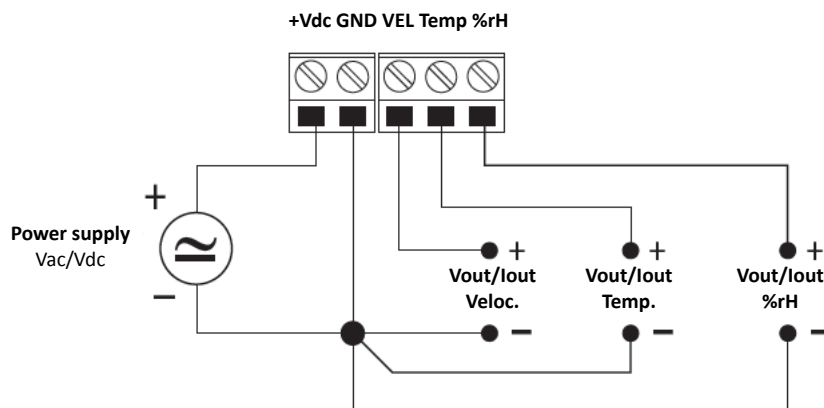 +Vdc GND VEL Temp %rH
+
Power supply
Vac/Vdc
−
+
Vout/Iout
Veloc.
−
+
Vout/Iout
Temp.
−
+
Vout/Iout
%rH
−